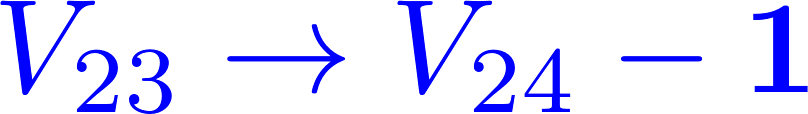 V₂₃ → V₂₄ − 𝟏